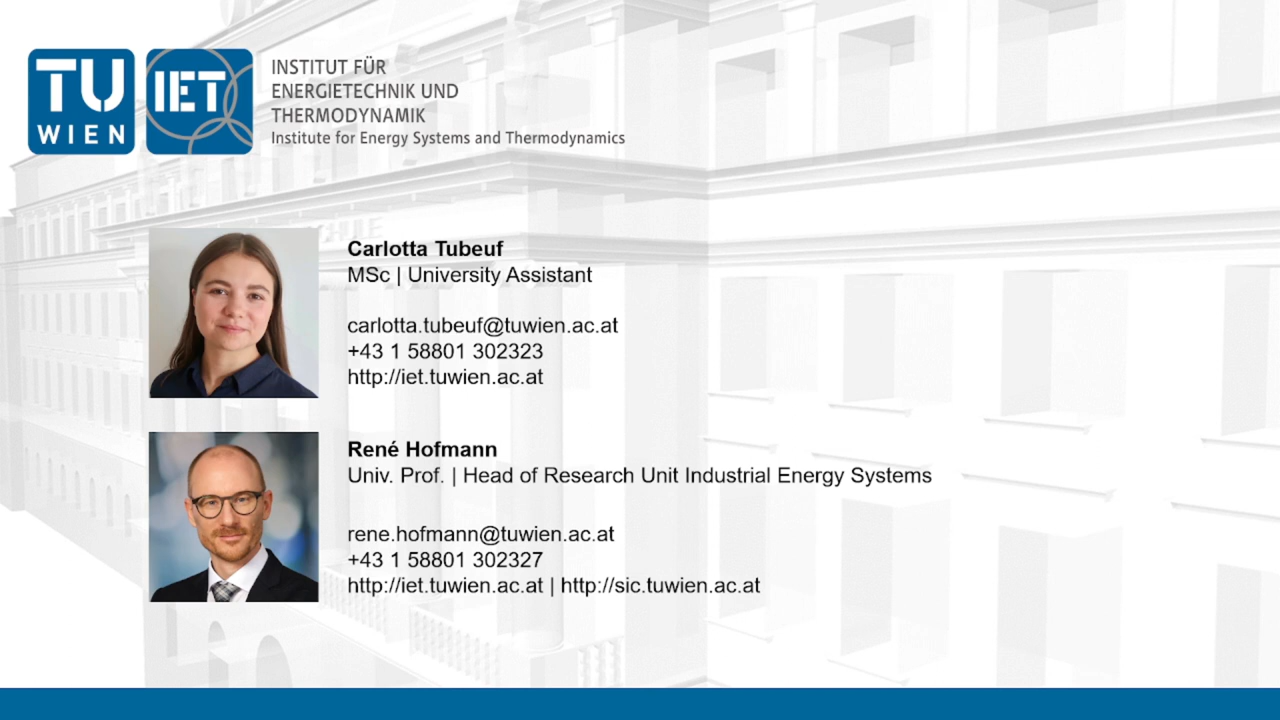 TU
WIEN
IET
INSTITUT FÜR
ENERGIETECHNIK UND
THERMODYNAMIK
Institute for Energy Systems and Thermodynamics
Carlotta Tubeuf
MSc | University Assistant
carlotta.tubeuf@tuwien.ac.at
+43 1 58801 302323
http://iet.tuwien.ac.at
René Hofmann
Univ. Prof. | Head of Research Unit Industrial Energy Systems
rene.hofmann@tuwien.ac.at
+43 1 58801 302327
http://iet.tuwien.ac.at | http://sic.tuwien.ac.at